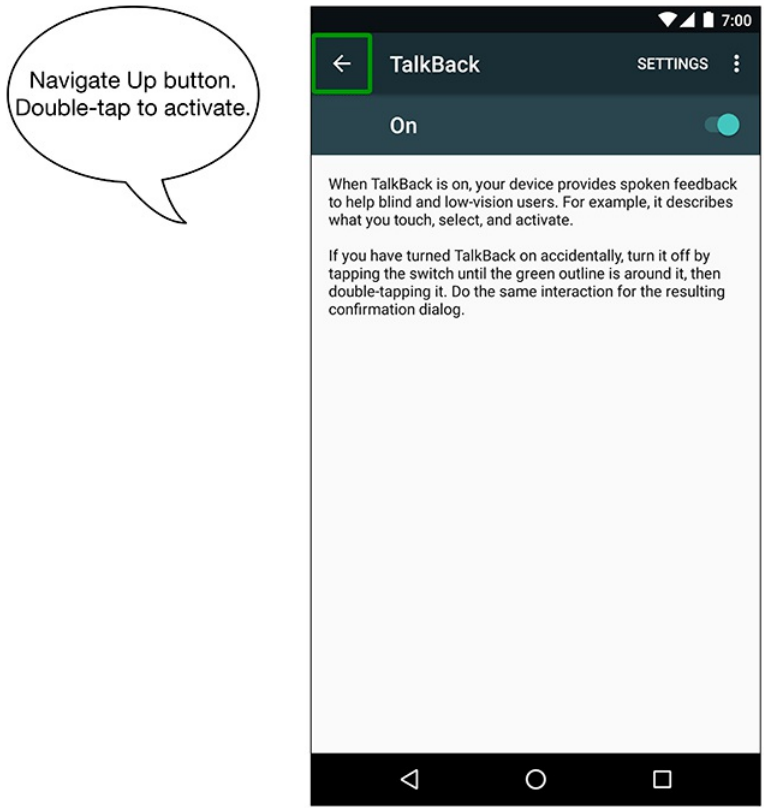 Navigate Up button.
Double-tap to activate.
7:00
TalkBack
SETTINGS
On
When TalkBack is on, your device provides spoken feedback
to help blind and low-vision users. For example, it describes
what you touch, select, and activate.
If you have turned TalkBack on accidentally, turn it off by
tapping the switch until the green outline is around it, then
double-tapping it. Do the same interaction for the resulting
confirmation dialog.